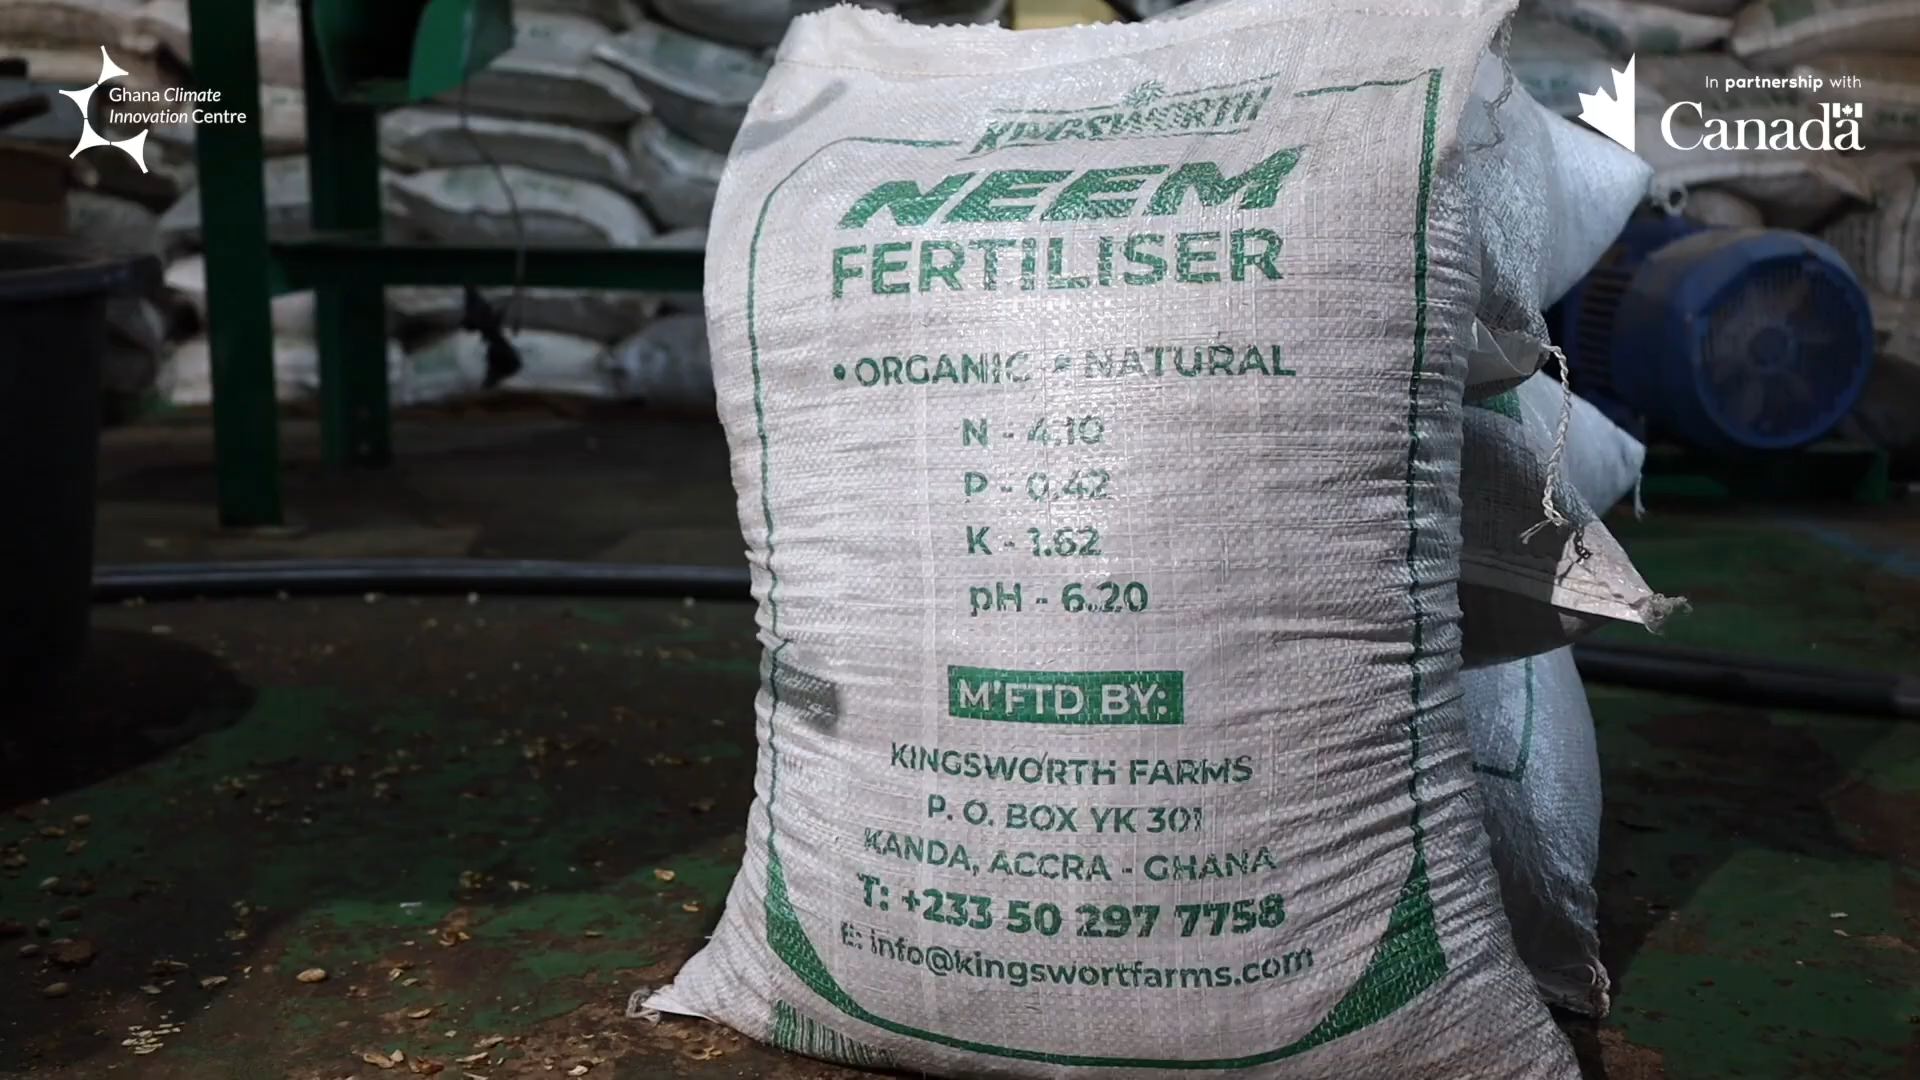 Ghana Climate
Innovation Centre
In partnership with
Canada
KINGSWORTH
NEEM
FERTILISER
• ORGANIC • NATURAL
N - 4.10
P - 0.42
K - 1.62
pH - 6.20
M'FTD BY:
KINGSWORTH FARMS
P. O. BOX YK 301
KANDA, ACCRA - GHANA
T: +233 50 297 7758
E: info@kingswortfarms.com